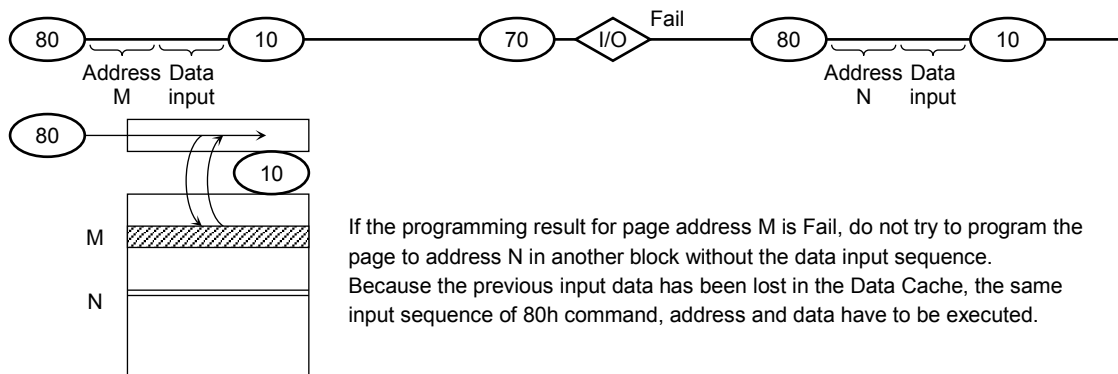 Fail
80 10 70 I/O 80 10
Address Data Address Data
M input N input
80
10
M
If the programming result for page address M is Fail, do not try to program the
page to address N in another block without the data input sequence.
N
Because the previous input data has been lost in the Data Cache, the same
input sequence of 80h command, address and data have to be executed.